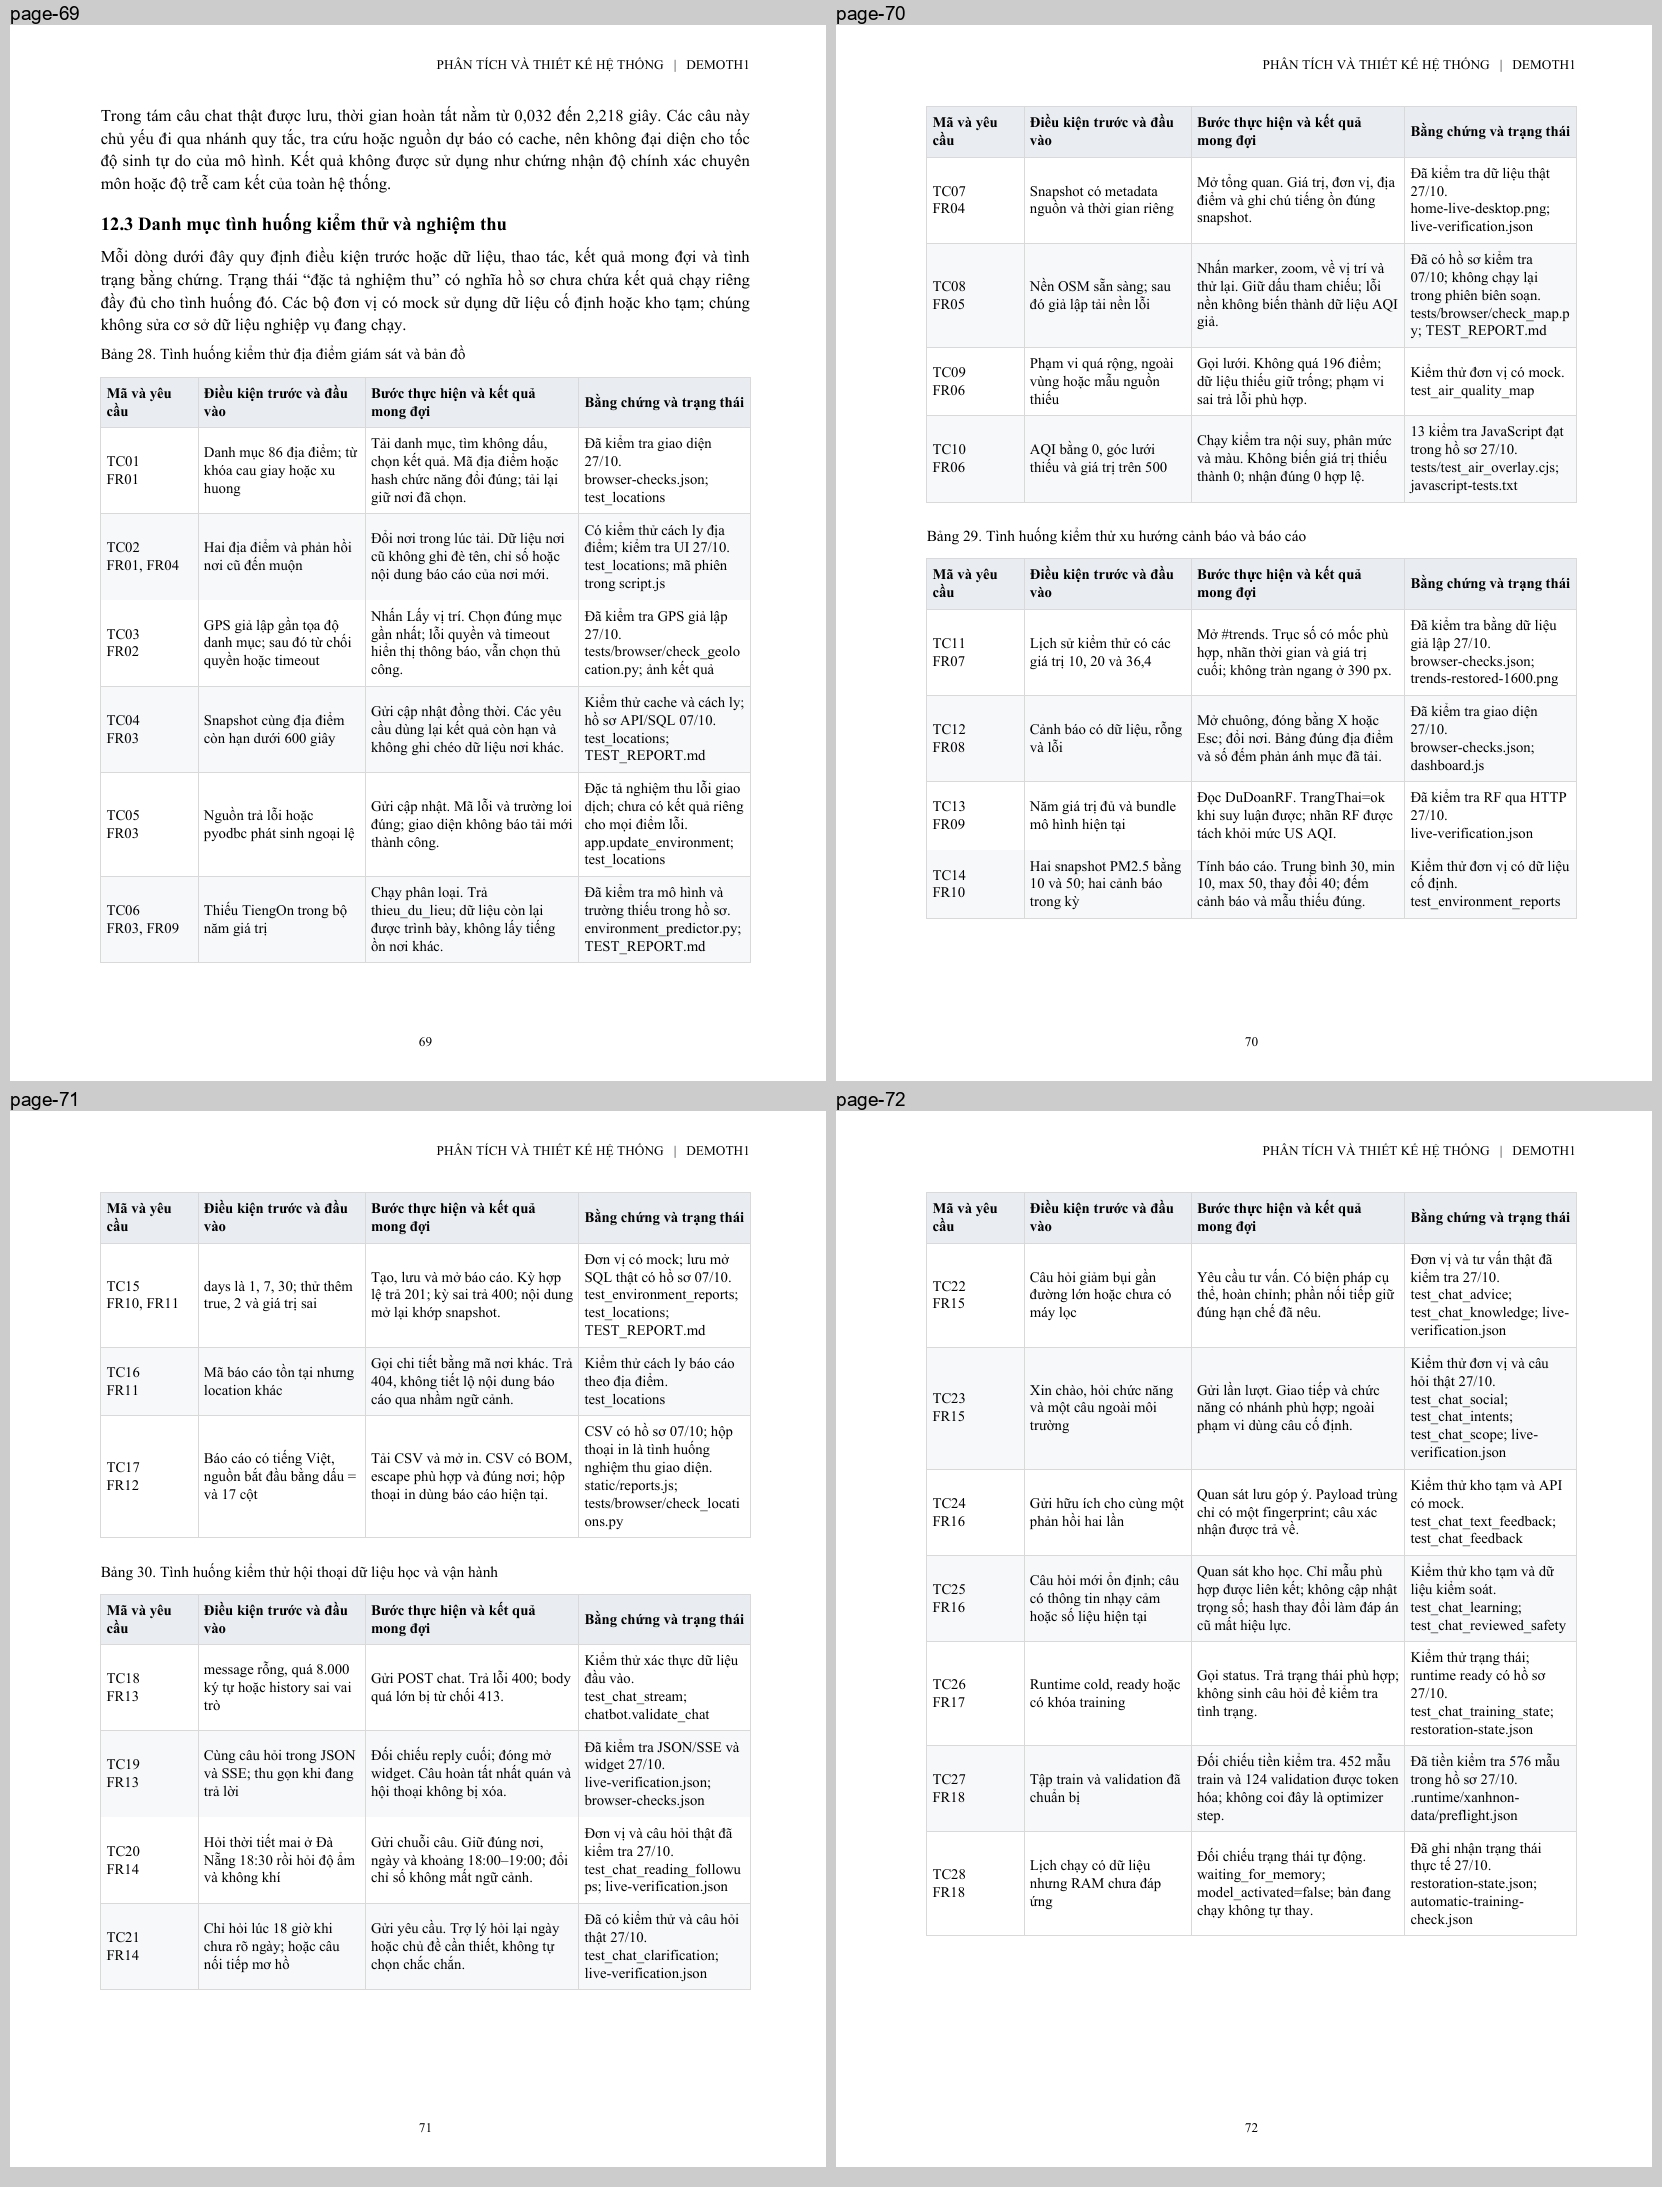 page-69
PHÂN TÍCH VÀ THIẾT KẾ HỆ THỐNG | DEMOTH1
Trong tám câu chat thật được lưu, thời gian hoàn tất nằm từ 0,032 đến 2,218 giây. Các câu này
chủ yếu đi qua nhánh quy tắc, tra cứu hoặc nguồn dự báo có cache, nên không đại diện cho tốc
độ sinh tự do của mô hình. Kết quả không được sử dụng như chứng nhận độ chính xác chuyên
môn hoặc độ trễ cam kết của toàn hệ thống.
12.3 Danh mục tình huống kiểm thử và nghiệm thu
Mỗi dòng dưới đây quy định điều kiện trước hoặc dữ liệu, thao tác, kết quả mong đợi và tình
trạng bằng chứng. Trạng thái “đặc tả nghiệm thu” có nghĩa hồ sơ chưa chứa kết quả chạy riêng
đầy đủ cho tình huống đó. Các bộ đơn vị có mock sử dụng dữ liệu cố định hoặc kho tạm; chúng
không sửa cơ sở dữ liệu nghiệp vụ đang chạy.
Bảng 28. Tình huống kiểm thử địa điểm giám sát và bản đồ
Mã và yêu
cầu
Điều kiện trước và đầu
vào
Bước thực hiện và kết quả
mong đợi
Bằng chứng và trạng thái
TC01
FR01
Danh mục 86 địa điểm; từ
khóa cau giay hoặc xu
huong
Tải danh mục, tìm không dấu,
chọn kết quả. Mã địa điểm hoặc
hash chức năng đổi đúng; tải lại
giữ nơi đã chọn.
Đã kiểm tra giao diện
27/10.
browser-checks.json;
test_locations
TC02
FR01, FR04
Hai địa điểm và phản hồi
nơi cũ đến muộn
Đổi nơi trong lúc tải. Dữ liệu nơi
cũ không ghi đè tên, chỉ số hoặc
nội dung báo cáo của nơi mới.
Có kiểm thử cách ly địa
điểm; kiểm tra UI 27/10.
test_locations; mã phiên
trong script.js
TC03
FR02
GPS giả lập gần tọa độ
danh mục; sau đó từ chối
quyền hoặc timeout
Nhấn Lấy vị trí. Chọn đúng mục
gần nhất; lỗi quyền và timeout
hiển thị thông báo, vẫn chọn thủ
công.
Đã kiểm tra GPS giả lập
27/10.
tests/browser/check_geolo
cation.py; ảnh kết quả
TC04
FR03
Snapshot cùng địa điểm
còn hạn dưới 600 giây
Gửi cập nhật đồng thời. Các yêu
cầu dùng lại kết quả còn hạn và
không ghi chéo dữ liệu nơi khác.
Kiểm thử cache và cách ly;
hồ sơ API/SQL 07/10.
test_locations;
TEST_REPORT.md
TC05
FR03
Nguồn trả lỗi hoặc
pyodbc phát sinh ngoại lệ
Gửi cập nhật. Mã lỗi và trường loi
đúng; giao diện không báo tải mới
thành công.
Đặc tả nghiệm thu lỗi giao
dịch; chưa có kết quả riêng
cho mọi điểm lỗi.
app.update_environment;
test_locations
TC06
FR03, FR09
Thiếu TiengOn trong bộ
năm giá trị
Chạy phân loại. Trả
thieu_du_lieu; dữ liệu còn lại
được trình bày, không lấy tiếng
ồn nơi khác.
Đã kiểm tra mô hình và
trường thiếu trong hồ sơ.
environment_predictor.py;
TEST_REPORT.md
69
page-70
PHÂN TÍCH VÀ THIẾT KẾ HỆ THỐNG | DEMOTH1
Mã và yêu
cầu
Điều kiện trước và đầu
vào
Bước thực hiện và kết quả
mong đợi
Bằng chứng và trạng thái
TC07
FR04
Snapshot có metadata
nguồn và thời gian riêng
Mở tổng quan. Giá trị, đơn vị, địa
điểm và ghi chú tiếng ồn đúng
snapshot.
Đã kiểm tra dữ liệu thật
27/10.
home-live-desktop.png;
live-verification.json
TC08
FR05
Nền OSM sẵn sàng; sau
đó giả lập tải nền lỗi
Nhấn marker, zoom, về vị trí và
thử lại. Giữ dấu tham chiếu; lỗi
nền không biến thành dữ liệu AQI
giả.
Đã có hồ sơ kiểm tra
07/10; không chạy lại
trong phiên biên soạn.
tests/browser/check_map.p
y; TEST_REPORT.md
TC09
FR06
Phạm vi quá rộng, ngoài
vùng hoặc mẫu nguồn
thiếu
Gọi lưới. Không quá 196 điểm;
dữ liệu thiếu giữ trống; phạm vi
sai trả lỗi phù hợp.
Kiểm thử đơn vị có mock.
test_air_quality_map
TC10
FR06
AQI bằng 0, góc lưới
thiếu và giá trị trên 500
Chạy kiểm tra nội suy, phân mức
và màu. Không biến giá trị thiếu
thành 0; nhận đúng 0 hợp lệ.
13 kiểm tra JavaScript đạt
trong hồ sơ 27/10.
tests/test_air_overlay.cjs;
javascript-tests.txt
Bảng 29. Tình huống kiểm thử xu hướng cảnh báo và báo cáo
Mã và yêu
cầu
Điều kiện trước và đầu
vào
Bước thực hiện và kết quả
mong đợi
Bằng chứng và trạng thái
TC11
FR07
Lịch sử kiểm thử có các
giá trị 10, 20 và 36,4
Mở #trends. Trục số có mốc phù
hợp, nhãn thời gian và giá trị
cuối; không tràn ngang ở 390 px.
Đã kiểm tra bằng dữ liệu
giả lập 27/10.
browser-checks.json;
trends-restored-1600.png
TC12
FR08
Cảnh báo có dữ liệu, rỗng
và lỗi
Mở chuông, đóng bằng X hoặc
Esc; đổi nơi. Bảng đúng địa điểm
và số đếm phản ánh mục đã tải.
Đã kiểm tra giao diện
27/10.
browser-checks.json;
dashboard.js
TC13
FR09
Năm giá trị đủ và bundle
mô hình hiện tại
Đọc DuDoanRF. TrangThai=ok
khi suy luận được; nhãn RF được
tách khỏi mức US AQI.
Đã kiểm tra RF qua HTTP
27/10.
live-verification.json
TC14
FR10
Hai snapshot PM2.5 bằng
10 và 50; hai cảnh báo
trong kỳ
Tính báo cáo. Trung bình 30, min
10, max 50, thay đổi 40; đếm
cảnh báo và mẫu thiếu đúng.
Kiểm thử đơn vị có dữ liệu
cố định.
test_environment_reports
70
page-71
PHÂN TÍCH VÀ THIẾT KẾ HỆ THỐNG | DEMOTH1
Mã và yêu
cầu
Điều kiện trước và đầu
vào
Bước thực hiện và kết quả
mong đợi
Bằng chứng và trạng thái
TC15
FR10, FR11
days là 1, 7, 30; thử thêm
true, 2 và giá trị sai
Tạo, lưu và mở báo cáo. Kỳ hợp
lệ trả 201; kỳ sai trả 400; nội dung
mở lại khớp snapshot.
Đơn vị có mock; lưu mở
SQL thật có hồ sơ 07/10.
test_environment_reports;
test_locations;
TEST_REPORT.md
TC16
FR11
Mã báo cáo tồn tại nhưng
location khác
Gọi chi tiết bằng mã nơi khác. Trả
404, không tiết lộ nội dung báo
cáo qua nhầm ngữ cảnh.
Kiểm thử cách ly báo cáo
theo địa điểm.
test_locations
TC17
FR12
Báo cáo có tiếng Việt,
nguồn bắt đầu bằng dấu =
và 17 cột
Tải CSV và mở in. CSV có BOM,
escape phù hợp và đúng nơi; hộp
thoại in dùng báo cáo hiện tại.
CSV có hồ sơ 07/10; hộp
thoại in là tình huống
nghiệm thu giao diện.
static/reports.js;
tests/browser/check_locati
ons.py
Bảng 30. Tình huống kiểm thử hội thoại dữ liệu học và vận hành
Mã và yêu
cầu
Điều kiện trước và đầu
vào
Bước thực hiện và kết quả
mong đợi
Bằng chứng và trạng thái
TC18
FR13
message rỗng, quá 8.000
ký tự hoặc history sai vai
trò
Gửi POST chat. Trả lỗi 400; body
quá lớn bị từ chối 413.
Kiểm thử xác thực dữ liệu
đầu vào.
test_chat_stream;
chatbot.validate_chat
TC19
FR13
Cùng câu hỏi trong JSON
và SSE; thu gọn khi đang
trả lời
Đối chiếu reply cuối; đóng mở
widget. Câu hoàn tất nhất quán và
hội thoại không bị xóa.
Đã kiểm tra JSON/SSE và
widget 27/10.
live-verification.json;
browser-checks.json
TC20
FR14
Hỏi thời tiết mai ở Đà
Nẵng 18:30 rồi hỏi độ ẩm
và không khí
Gửi chuỗi câu. Giữ đúng nơi,
ngày và khoảng 18:00–19:00; đổi
chỉ số không mất ngữ cảnh.
Đơn vị và câu hỏi thật đã
kiểm tra 27/10.
test_chat_reading_followu
ps; live-verification.json
TC21
FR14
Chỉ hỏi lúc 18 giờ khi
chưa rõ ngày; hoặc câu
nối tiếp mơ hồ
Gửi yêu cầu. Trợ lý hỏi lại ngày
hoặc chủ đề cần thiết, không tự
chọn chắc chắn.
Đã có kiểm thử và câu hỏi
thật 27/10.
test_chat_clarification;
live-verification.json
71
page-72
PHÂN TÍCH VÀ THIẾT KẾ HỆ THỐNG | DEMOTH1
Mã và yêu
cầu
Điều kiện trước và đầu
vào
Bước thực hiện và kết quả
mong đợi
Bằng chứng và trạng thái
TC22
FR15
Câu hỏi giảm bụi gần
đường lớn hoặc chưa có
máy lọc
Yêu cầu tư vấn. Có biện pháp cụ
thể, hoàn chỉnh; phần nối tiếp giữ
đúng hạn chế đã nêu.
Đơn vị và tư vấn thật đã
kiểm tra 27/10.
test_chat_advice;
test_chat_knowledge; live-
verification.json
TC23
FR15
Xin chào, hỏi chức năng
và một câu ngoài môi
trường
Gửi lần lượt. Giao tiếp và chức
năng có nhánh phù hợp; ngoài
phạm vi dùng câu cố định.
Kiểm thử đơn vị và câu
hỏi thật 27/10.
test_chat_social;
test_chat_intents;
test_chat_scope; live-
verification.json
TC24
FR16
Gửi hữu ích cho cùng một
phản hồi hai lần
Quan sát lưu góp ý. Payload trùng
chỉ có một fingerprint; câu xác
nhận được trả về.
Kiểm thử kho tạm và API
có mock.
test_chat_text_feedback;
test_chat_feedback
TC25
FR16
Câu hỏi mới ổn định; câu
có thông tin nhạy cảm
hoặc số liệu hiện tại
Quan sát kho học. Chỉ mẫu phù
hợp được liên kết; không cập nhật
trọng số; hash thay đổi làm đáp án
cũ mất hiệu lực.
Kiểm thử kho tạm và dữ
liệu kiểm soát.
test_chat_learning;
test_chat_reviewed_safety
TC26
FR17
Runtime cold, ready hoặc
có khóa training
Gọi status. Trả trạng thái phù hợp;
không sinh câu hỏi để kiểm tra
tình trạng.
Kiểm thử trạng thái;
runtime ready có hồ sơ
27/10.
test_chat_training_state;
restoration-state.json
TC27
FR18
Tập train và validation đã
chuẩn bị
Đối chiếu tiền kiểm tra. 452 mẫu
train và 124 validation được token
hóa; không coi đây là optimizer
step.
Đã tiền kiểm tra 576 mẫu
trong hồ sơ 27/10.
.runtime/xanhnon-
data/preflight.json
TC28
FR18
Lịch chạy có dữ liệu
nhưng RAM chưa đáp
ứng
Đối chiếu trạng thái tự động.
waiting_for_memory;
model_activated=false; bản đang
chạy không tự thay.
Đã ghi nhận trạng thái
thực tế 27/10.
restoration-state.json;
automatic-training-
check.json
72